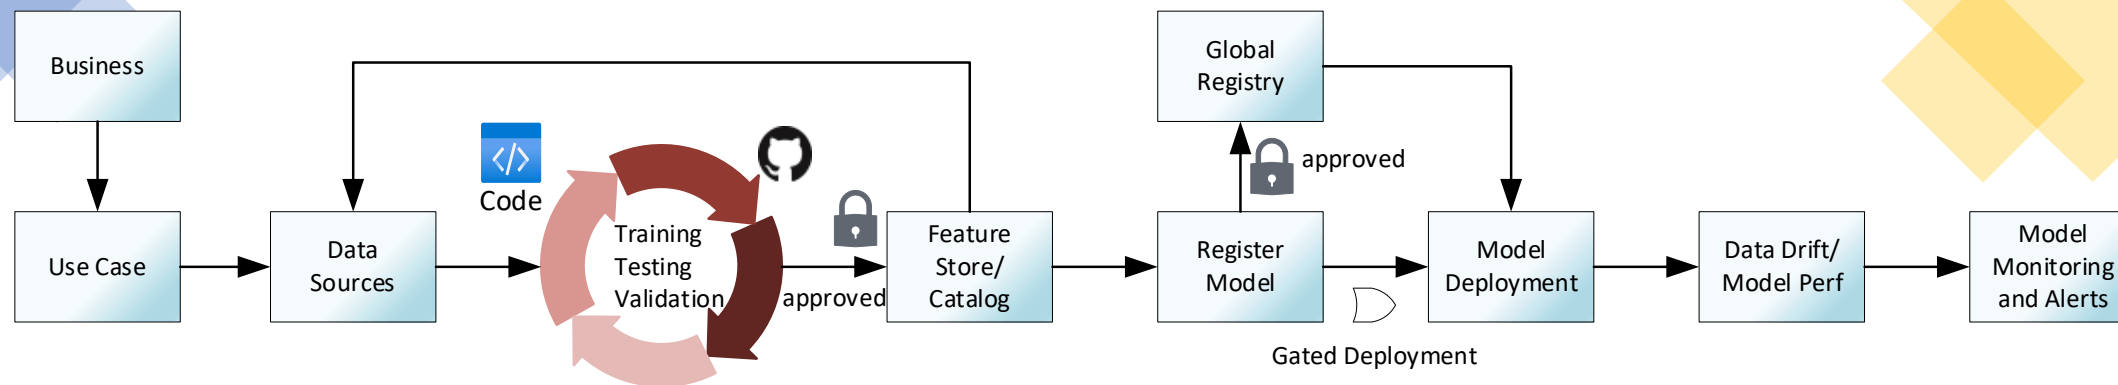 Business
Use Case
Data
Sources
</>
Code
Training
Testing
Validation
approved
Feature
Store/
Catalog
Global
Registry
approved
Register
Model
Gated Deployment
Model
Deployment
Data Drift/
Model Perf
Model
Monitoring
and Alerts